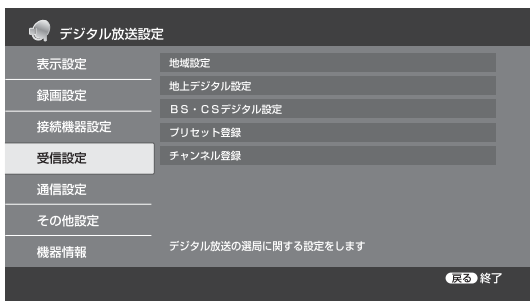 デジタル放送設定
表示設定
録画設定
接続機器設定
受信設定
通信設定
その他設定
機器情報
地域設定
地上デジタル設定
ＢＳ・ＣＳデジタル設定
プリセット登録
チャンネル登録
デジタル放送の選局に関する設定をします
戻る 終了